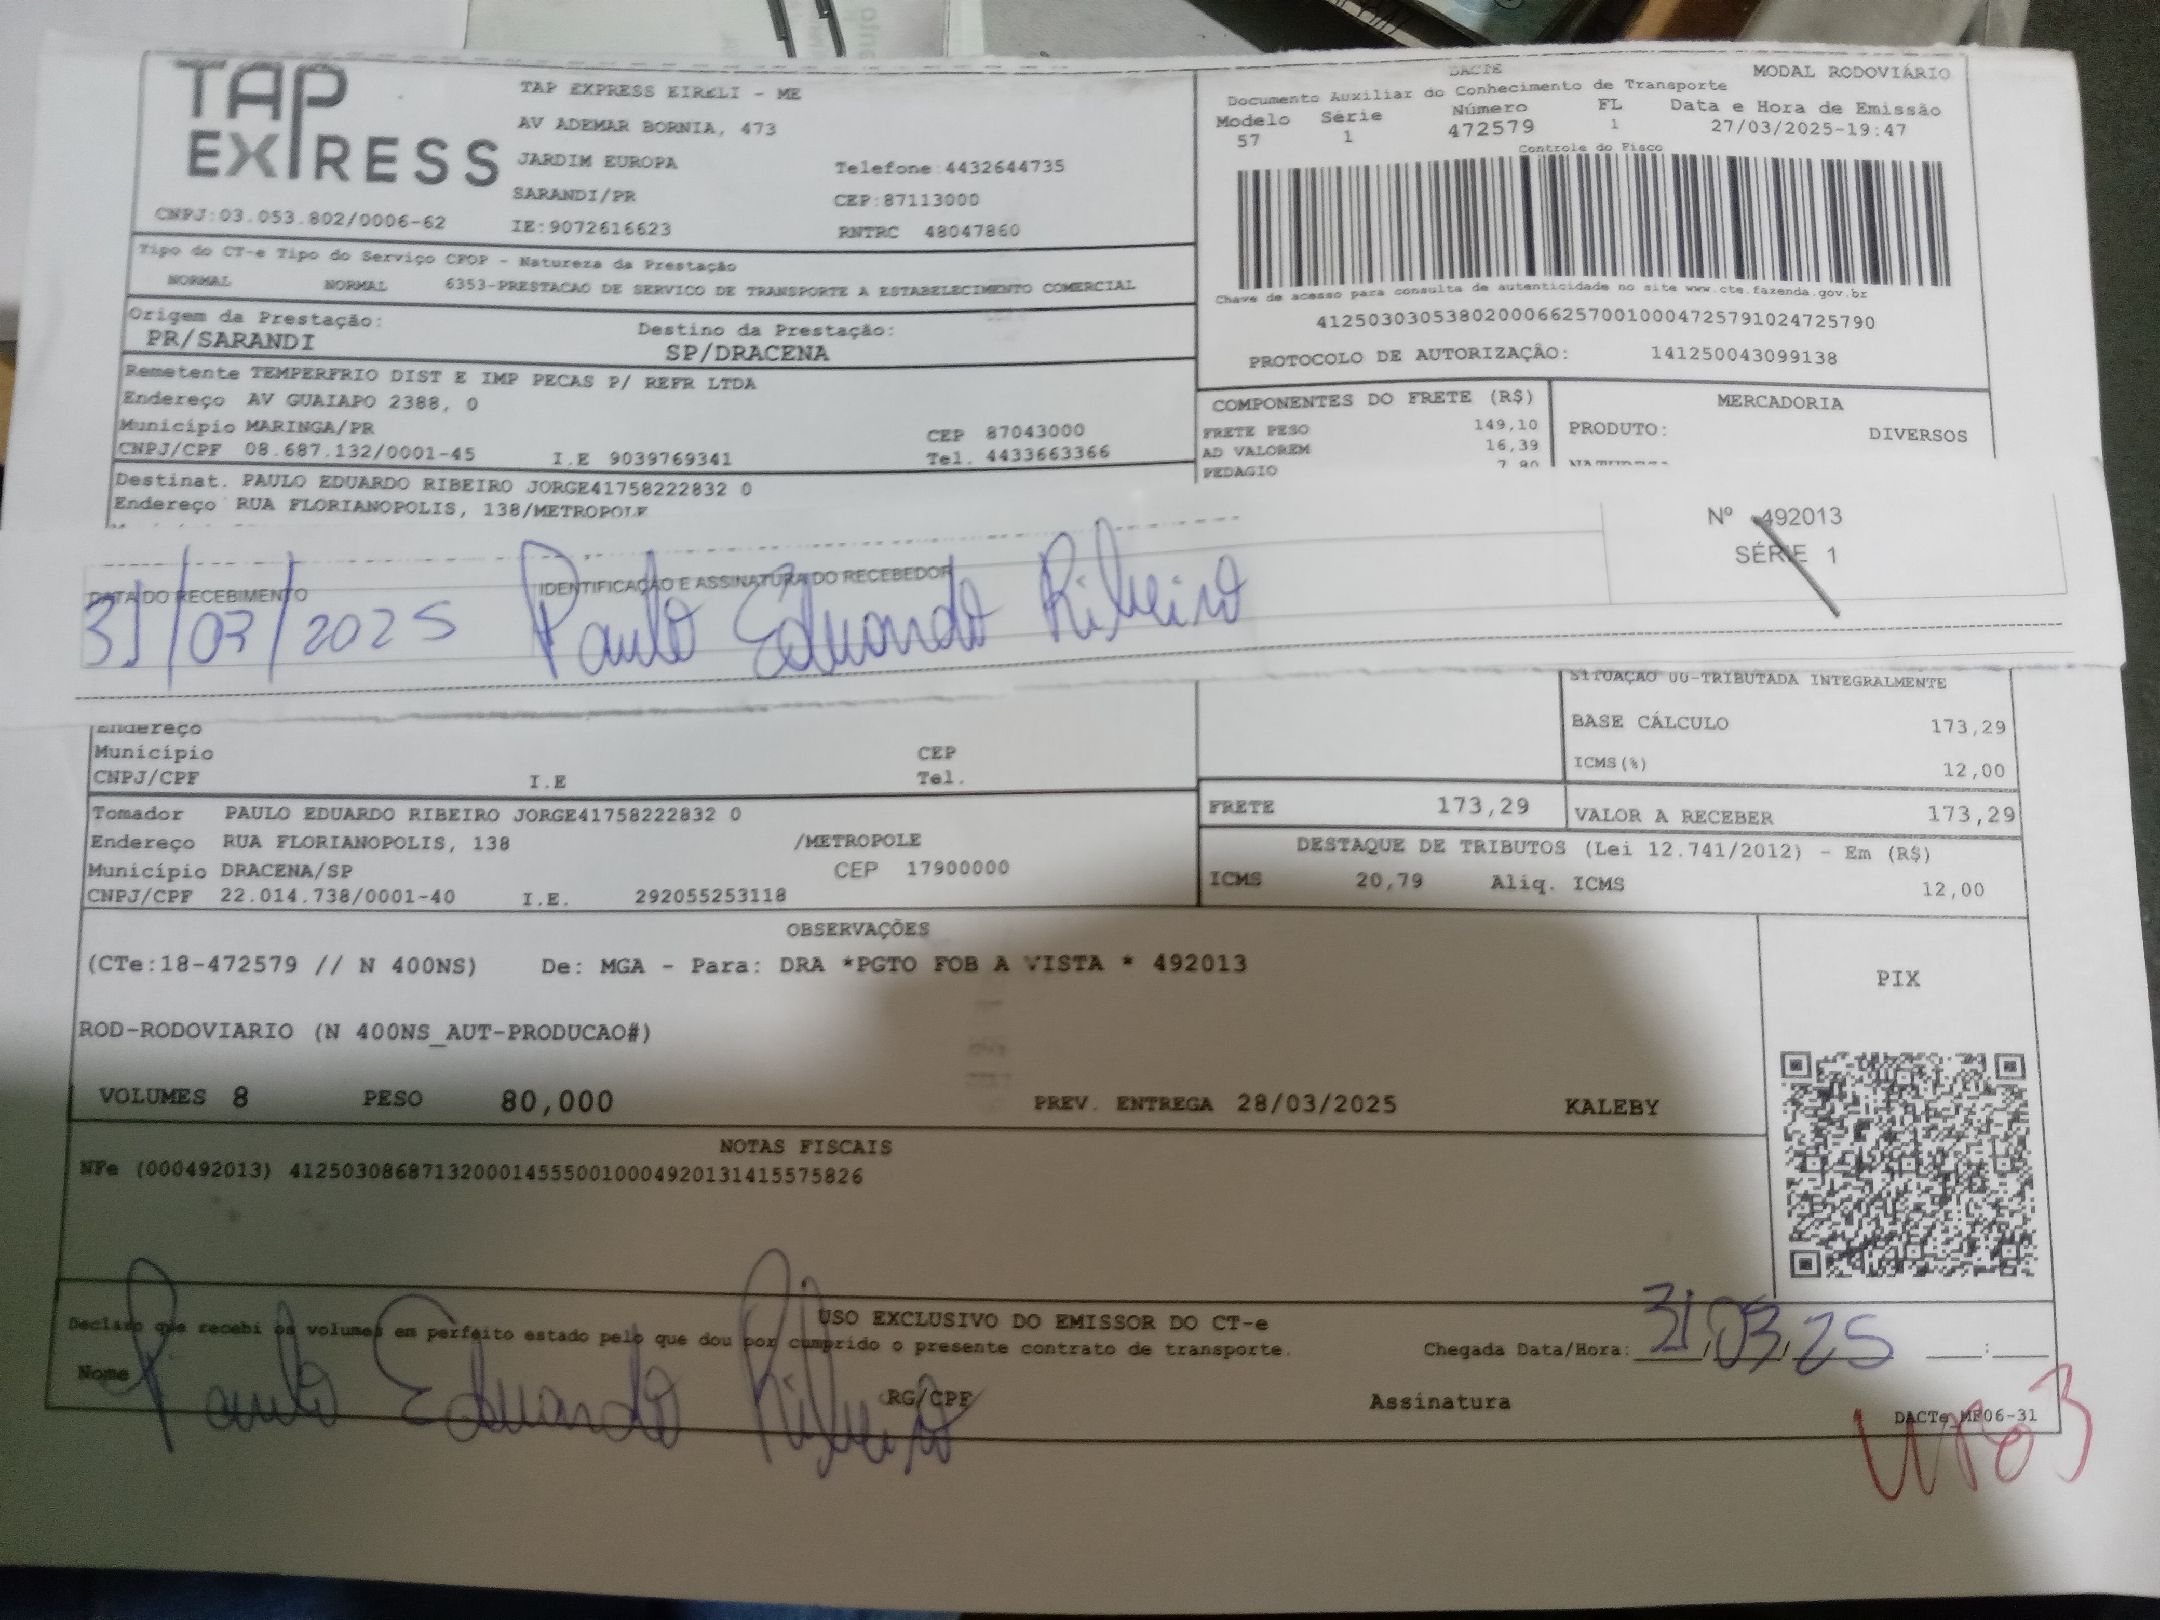 TAP EXPRESS
TAP EXPRESS EIRELI - ME
AV ADEMAR BORNIA, 473
JARDIM EUROPA Telefone:4432644735
SARANDI/PR CEP:87113000
CNPJ:03.053.802/0006-62 IE:9072616623 RNTRC 48047860
DACTE MODAL RODOVIÁRIO
Documento Auxiliar do Conhecimento de Transporte
Modelo Série Número FL Data e Hora de Emissão
57 1 472579 1 27/03/2025-19:47
Controle do Fisco
Chave de acesso para consulta de autenticidade no site www.cte.fazenda.gov.br
41250303053802000662570010004725791024725790
PROTOCOLO DE AUTORIZAÇÃO: 141250043099138
Tipo do CT-e Tipo do Serviço CFOP - Natureza da Prestação
NORMAL NORMAL 6353-PRESTACAO DE SERVICO DE TRANSPORTE A ESTABELECIMENTO COMERCIAL
Origem da Prestação: Destino da Prestação:
PR/SARANDI SP/DRACENA
Remetente TEMPERFRIO DIST E IMP PECAS P/ REFR LTDA
Endereço AV GUAIAPO 2388, 0
Município MARINGA/PR CEP 87043000
CNPJ/CPF 08.687.132/0001-45 I.E 9039769341 Tel. 4433663366
COMPONENTES DO FRETE (R$) MERCADORIA
FRETE PESO 149,10 PRODUTO: DIVERSOS
AD VALOREM 16,39
PEDAGIO 7,80
Destinat. PAULO EDUARDO RIBEIRO JORGE41758222832 0
Endereço RUA FLORIANOPOLIS, 138/METROPOLE
Nº 492013
SÉRIE 1
DATA DO RECEBIMENTO IDENTIFICAÇÃO E ASSINATURA DO RECEBEDOR
31/03/2025 Paulo Eduardo Ribeiro
SITUAÇÃO 00-TRIBUTADA INTEGRALMENTE
BASE CÁLCULO 173,29
ICMS(%) 12,00
Endereço
Município CEP
CNPJ/CPF I.E Tel.
FRETE 173,29 VALOR A RECEBER 173,29
DESTAQUE DE TRIBUTOS (Lei 12.741/2012) - Em (R$)
ICMS 20,79 Aliq. ICMS 12,00
Tomador PAULO EDUARDO RIBEIRO JORGE41758222832 0
Endereço RUA FLORIANOPOLIS, 138 /METROPOLE
Município DRACENA/SP CEP 17900000
CNPJ/CPF 22.014.738/0001-40 I.E. 292055253118
OBSERVAÇÕES
(CTe:18-472579 // N 400NS) De: MGA - Para: DRA *PGTO FOB A VISTA * 492013
ROD-RODOVIARIO (N 400NS_AUT-PRODUCAO#)
VOLUMES 8 PESO 80,000 PREV. ENTREGA 28/03/2025 KALEBY
PIX
NOTAS FISCAIS
NFe (000492013) 41250308687132000145550010004920131415575826
USO EXCLUSIVO DO EMISSOR DO CT-e
Declaro que recebi os volumes em perfeito estado pelo que dou por cumprido o presente contrato de transporte. Chegada Data/Hora: 31/03/25 __:__
Nome Paulo Eduardo Ribeiro RG/CPF Assinatura
DACTe_MF06-31